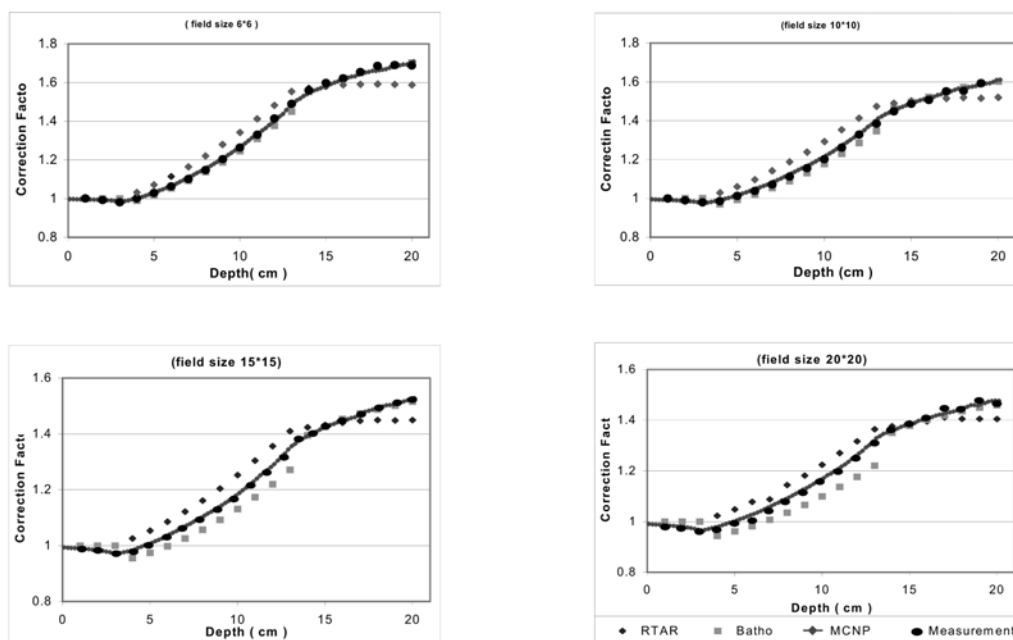 ( field size 6*6 )
1.8
1.6
1.4
1.2
1
0.8
Correction Facto
0 5 10 15 20
Depth( cm )
(field size 10*10)
1.8
1.6
1.4
1.2
1
0.8
Correctin Facto
0 5 10 15 20
Depth (cm )
(field size 15*15)
1.6
1.4
1.2
1
0.8
Correction Facto
0 5 10 15 20
Depth( cm )
(field size 20*20)
1.6
1.4
1.2
1
0.8
Correction Fact
0 5 10 15 20
Depth ( cm )
RTAR Batho MCNP Measurement